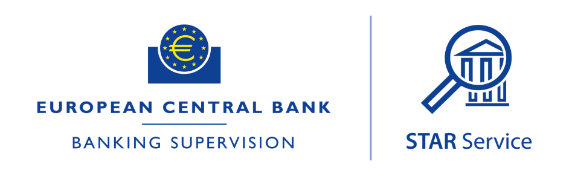 EUROPEAN CENTRAL BANK
BANKING SUPERVISION
STAR Service